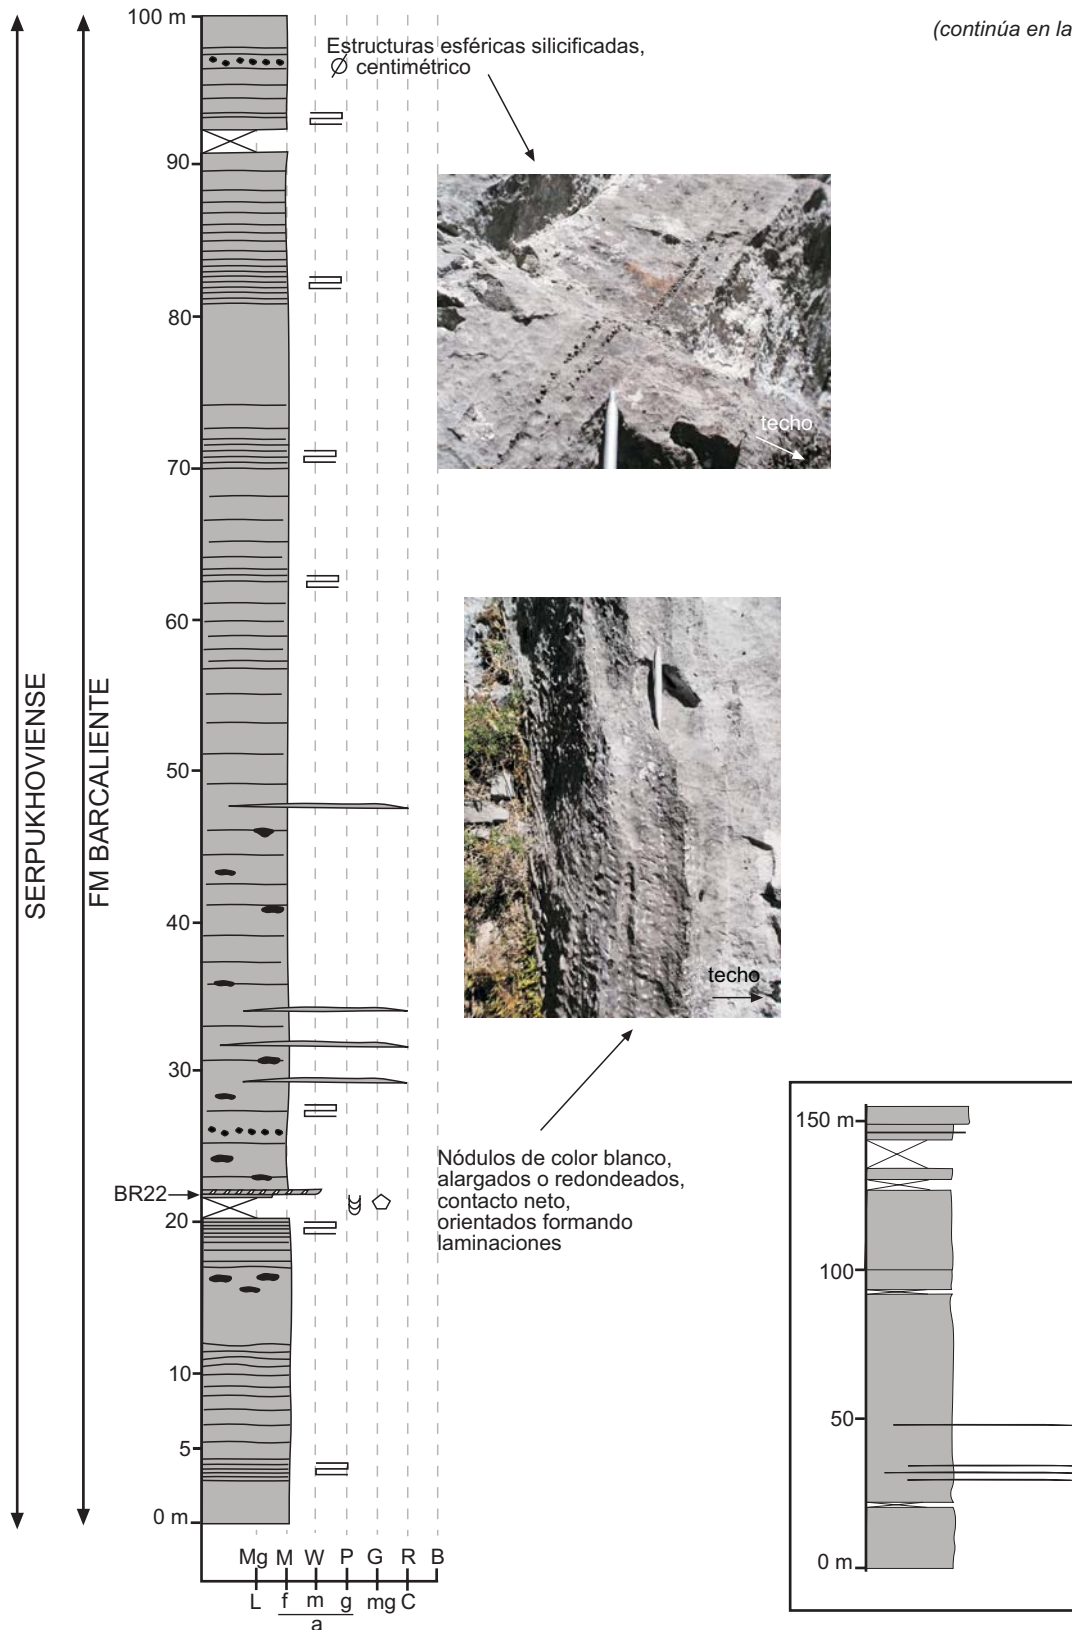 100 m
(continúa en la
Estructuras esféricas silicificadas,
∅ centimétrico
90
80
techo
70
60
SERPUKHOVIENSE
FM BARCALIENTE
50
40
techo
30
BR22
20
Nódulos de color blanco,
alargados o redondeados,
contacto neto,
orientados formando
laminaciones
10
5
0 m
Mg M W P G R B
L f m g mg C
a
150 m
100
50
0 m